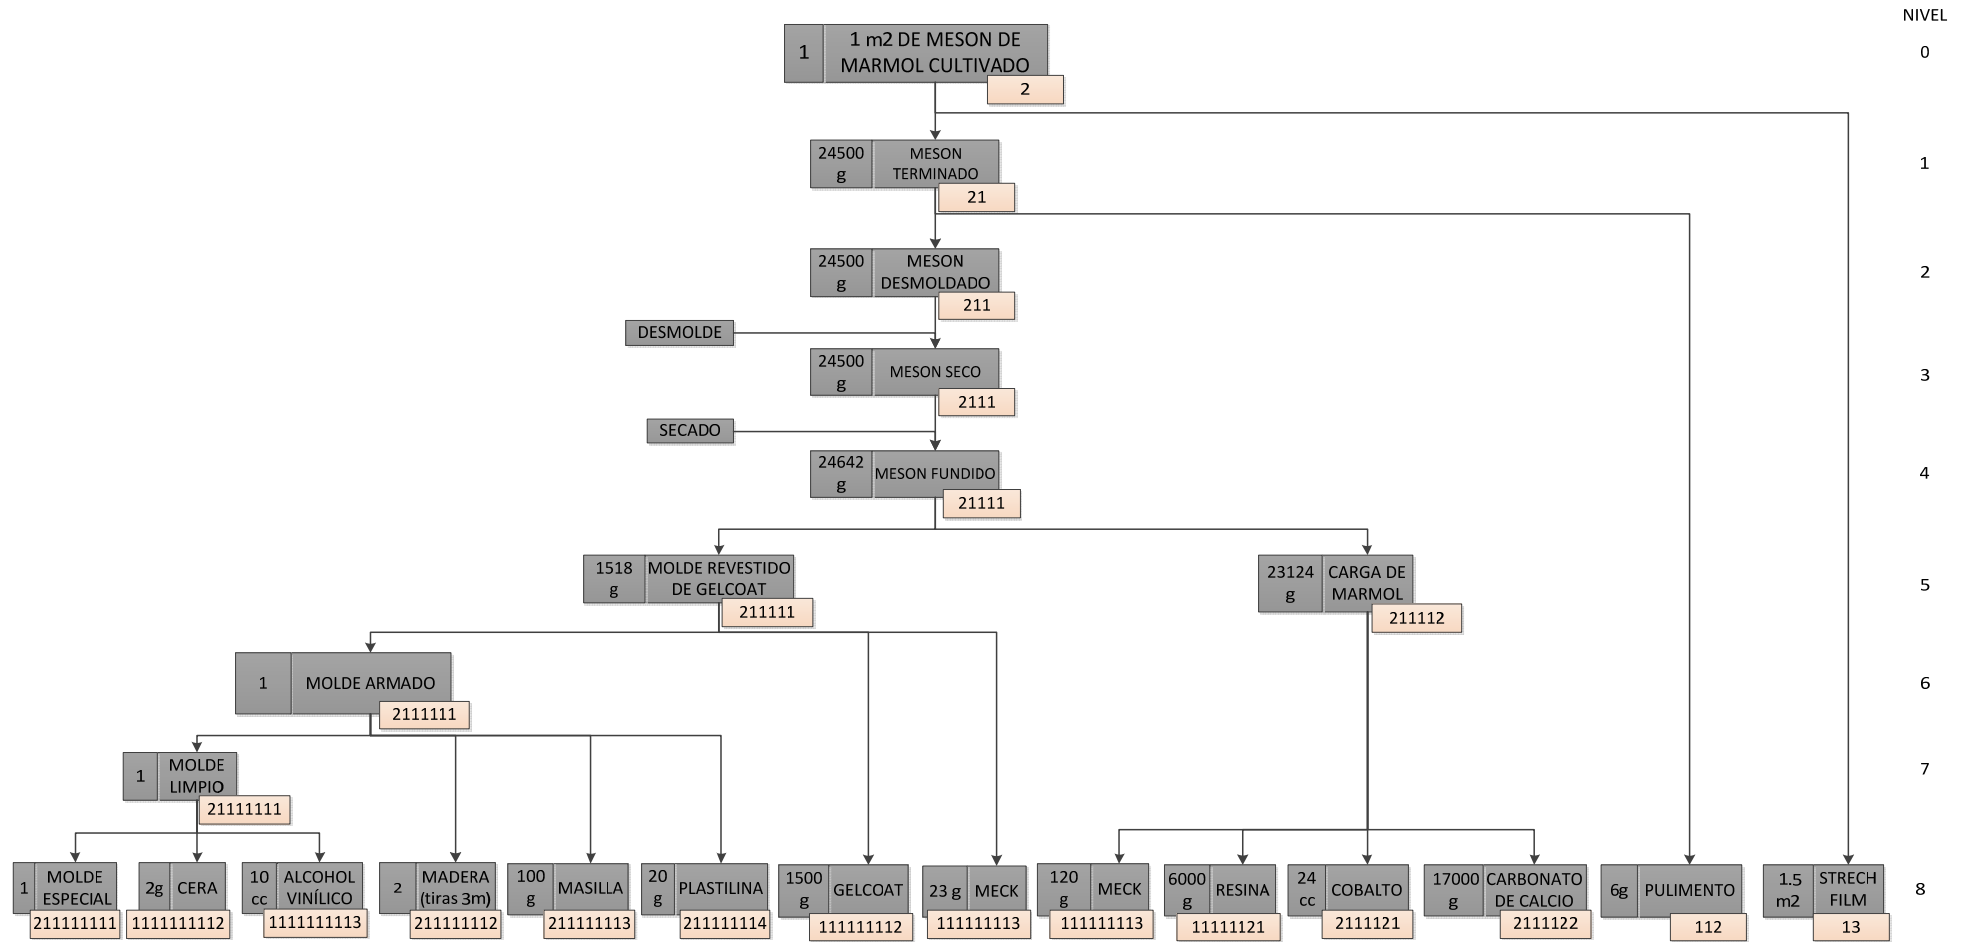 NIVEL
1
1 m2 DE MESON DE
MARMOL CULTIVADO
2
0
24500
g
MESON
TERMINADO
21
1
24500
g
MESON
DESMOLDADO
211
2
DESMOLDE
24500
g
MESON SECO
2111
3
SECADO
24642
g
MESON FUNDIDO
21111
4
1518
g
MOLDE REVESTIDO
DE GELCOAT
211111
23124
g
CARGA DE
MARMOL
211112
5
1
MOLDE ARMADO
2111111
6
1
MOLDE
LIMPIO
21111111
7
1
MOLDE
ESPECIAL
211111111
2g
CERA
1111111112
10
cc
ALCOHOL
VINÍLICO
1111111113
2
MADERA
(tiras 3m)
211111112
100
g
MASILLA
211111113
20
g
PLASTILINA
211111114
1500
g
GELCOAT
111111112
23 g
MECK
111111113
120
g
MECK
111111113
6000
g
RESINA
11111121
24
cc
COBALTO
2111121
17000
g
CARBONATO
DE CALCIO
2111122
6g
PULIMENTO
112
1.5
m2
STRECH
FILM
13
8